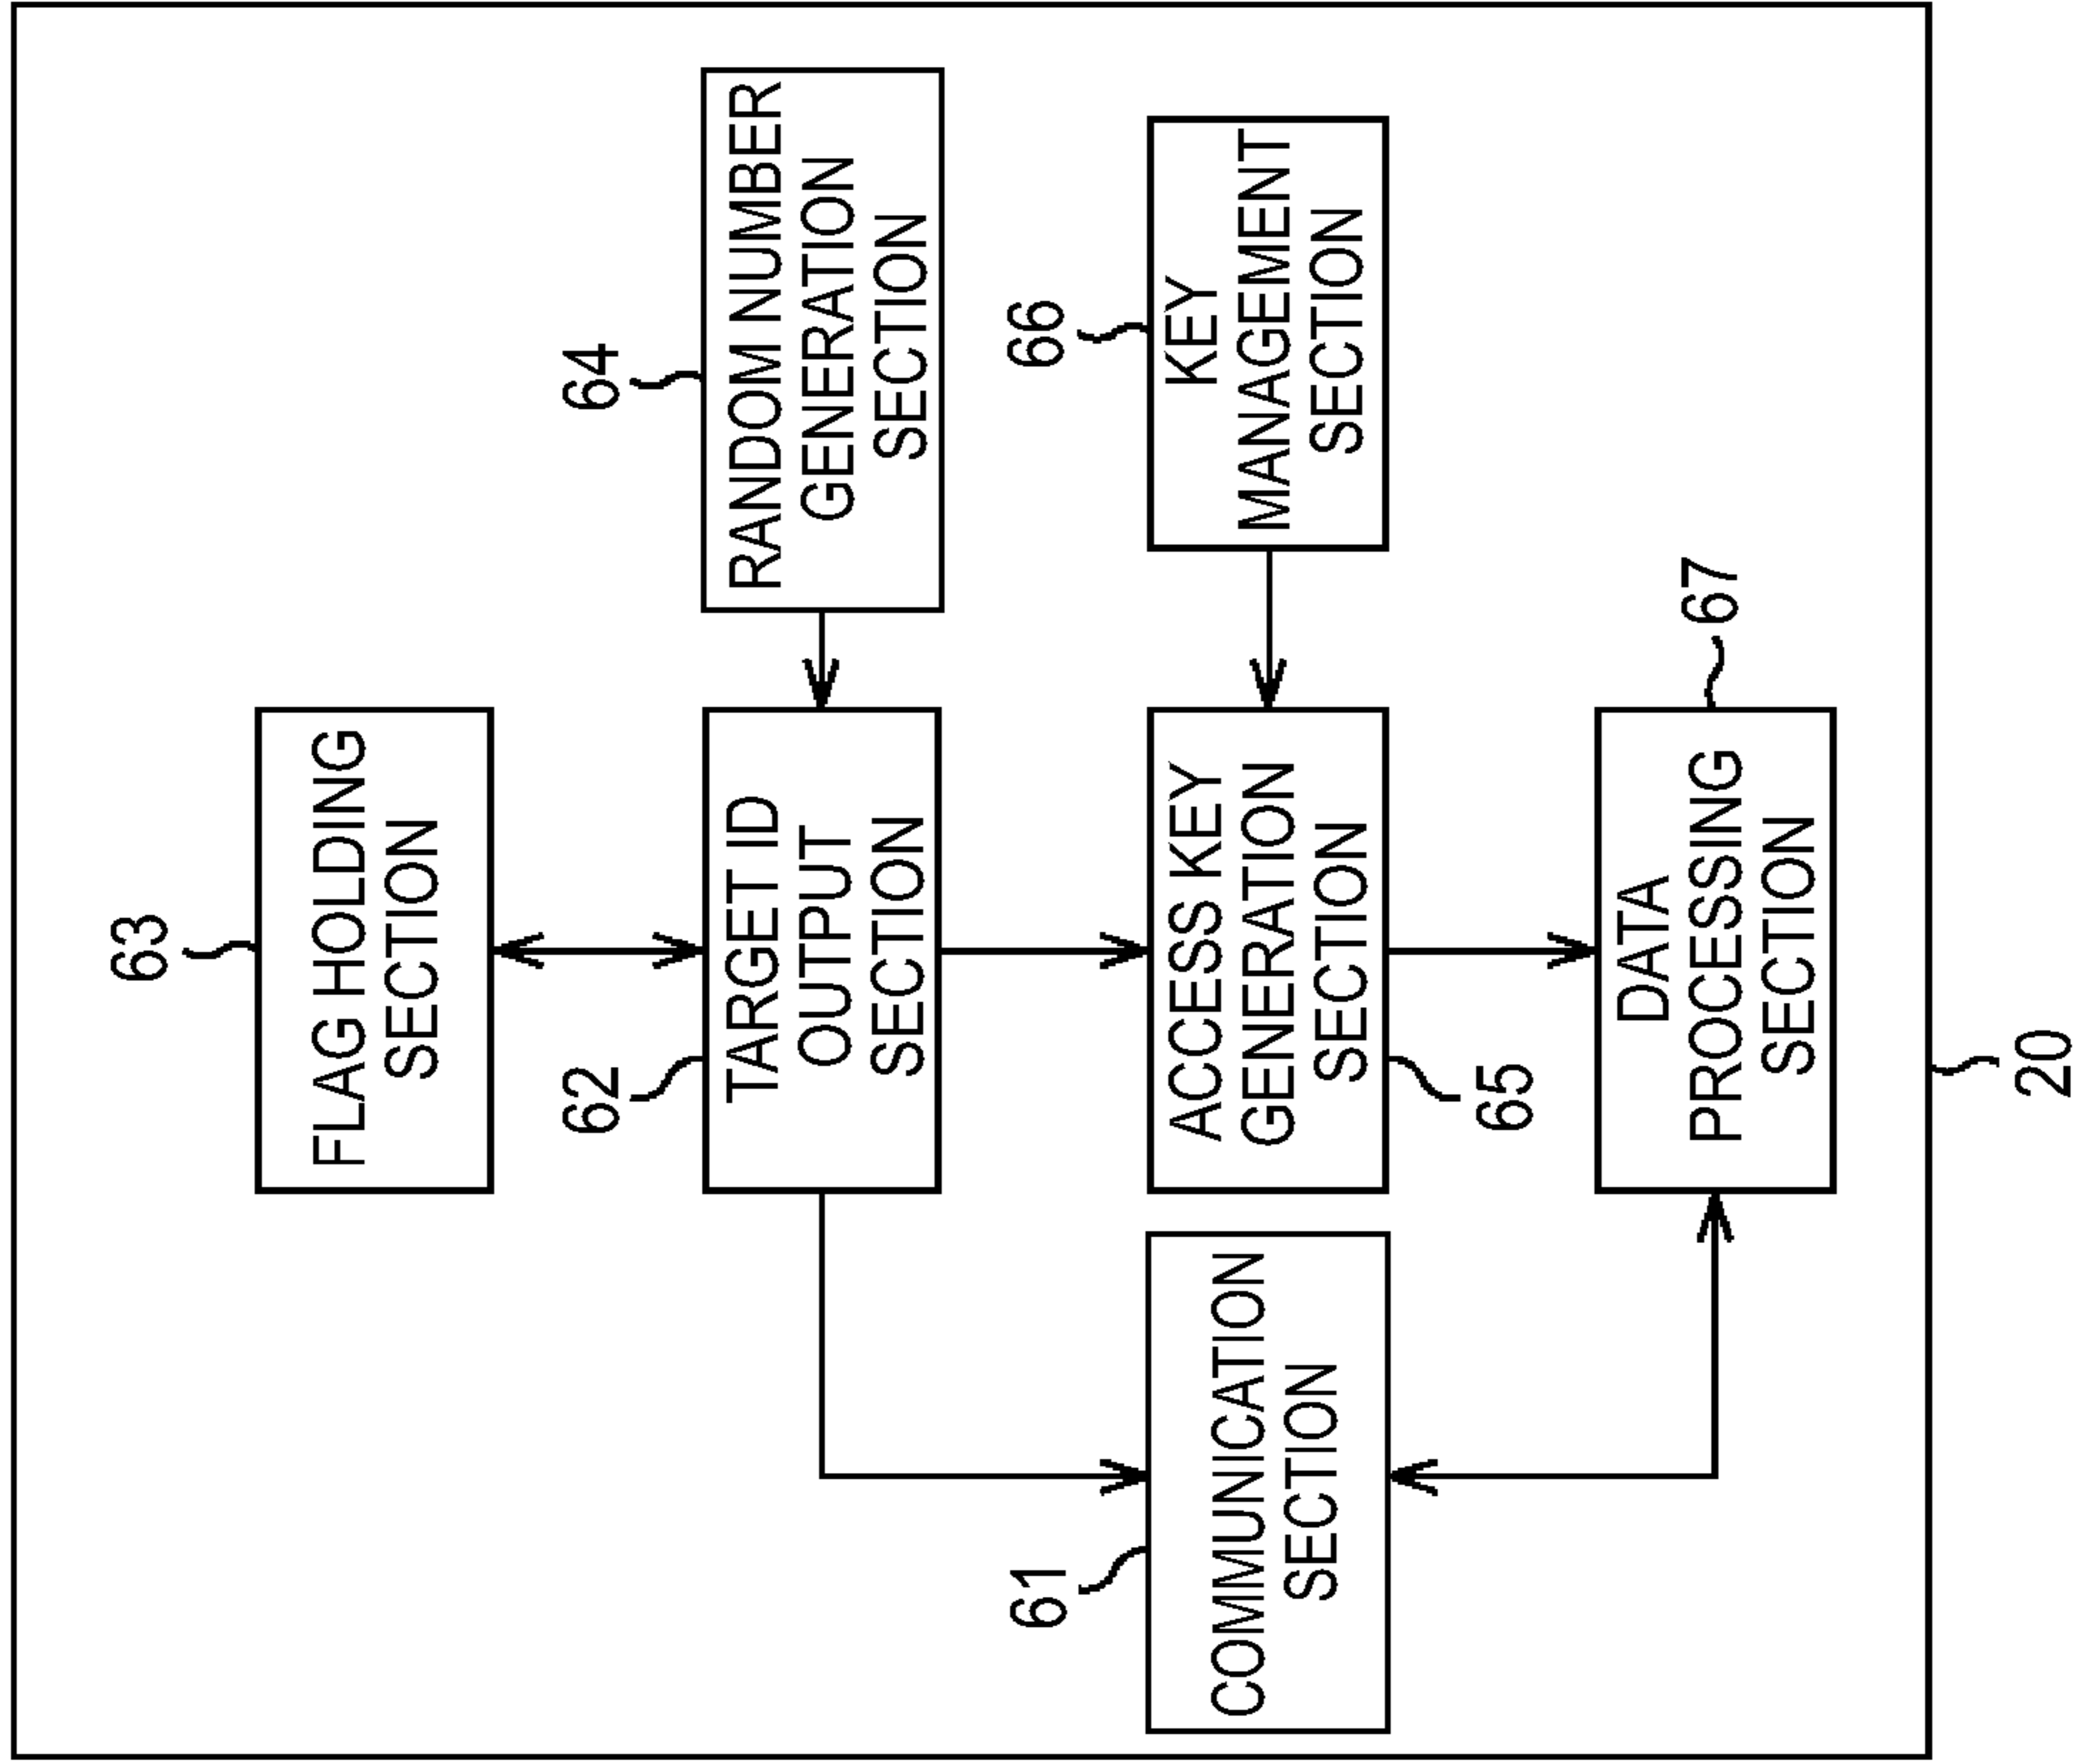 63
FLAG HOLDING
SECTION
62
TARGET ID
OUTPUT
SECTION
64
RANDOM NUMBER
GENERATION
SECTION
61
COMMUNICATION
SECTION
ACCESS KEY
GENERATION
SECTION
65
66
KEY
MANAGEMENT
SECTION
DATA
PROCESSING
SECTION
67
20